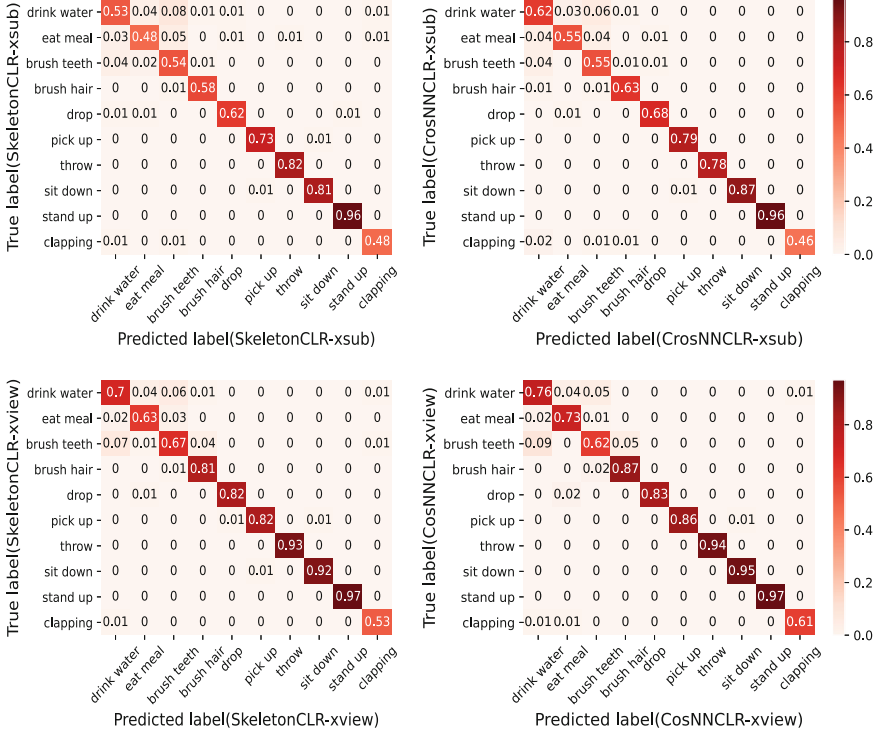 True label(SkeletonCLR-xsub)
drink water 0.53 0.04 0.08 0.01 0.01 0 0 0 0 0.01
eat meal 0.03 0.48 0.05 0 0.01 0 0.01 0 0 0.01
brush teeth 0.04 0.02 0.54 0.01 0 0 0 0 0 0
brush hair 0 0 0.01 0.58 0 0 0 0 0 0
drop 0.01 0.01 0 0 0.62 0 0 0 0.01 0
pick up 0 0 0 0 0 0.73 0 0.01 0 0
throw 0 0 0 0 0 0 0.82 0 0 0
sit down 0 0 0 0 0 0.01 0 0.81 0 0
stand up 0 0 0 0 0 0 0 0 0.96 0
clapping 0.01 0 0.01 0 0 0 0 0 0 0.48
drink water eat meal brush teeth brush hair drop pick up throw sit down stand up clapping
Predicted label(SkeletonCLR-xsub)
True label(CrosNNCLR-xsub)
drink water 0.62 0.03 0.06 0.01 0 0 0 0 0 0
eat meal 0.04 0.55 0.04 0 0.01 0 0 0 0 0
brush teeth 0.04 0 0.55 0.01 0.01 0 0 0 0 0
brush hair 0.01 0 0.01 0.63 0 0 0 0 0 0
drop 0 0.01 0 0 0.68 0 0 0 0 0
pick up 0 0 0 0 0 0.79 0 0 0 0
throw 0 0 0 0 0 0 0.78 0 0 0
sit down 0 0 0 0 0 0.01 0 0.87 0 0
stand up 0 0 0 0 0 0 0 0 0.96 0
clapping 0.02 0 0.01 0.01 0 0 0 0 0 0.46
drink water eat meal brush teeth brush hair drop pick up throw sit down stand up clapping
Predicted label(CrosNNCLR-xsub)
0.8
0.6
0.4
0.2
0.0
True label(SkeletonCLR-xview)
drink water 0.7 0.04 0.06 0.01 0 0 0 0 0 0.01
eat meal 0.02 0.63 0.03 0 0 0 0 0 0 0
brush teeth 0.07 0.01 0.67 0.04 0 0 0 0 0 0.01
brush hair 0 0 0.01 0.81 0 0 0 0 0 0
drop 0 0.01 0 0 0.82 0 0 0 0 0
pick up 0 0 0 0 0.01 0.82 0 0.01 0 0
throw 0 0 0 0 0 0 0.93 0 0 0
sit down 0 0 0 0 0 0.01 0 0.92 0 0
stand up 0 0 0 0 0 0 0 0 0.97 0
clapping 0.01 0 0 0 0 0 0 0 0 0.53
drink water eat meal brush teeth brush hair drop pick up throw sit down stand up clapping
Predicted label(SkeletonCLR-xview)
True label(CosNNCLR-xview)
drink water 0.76 0.04 0.05 0 0 0 0 0 0 0.01
eat meal 0.02 0.73 0.01 0 0 0 0 0 0 0
brush teeth 0.09 0 0.62 0.05 0 0 0 0 0 0
brush hair 0 0 0.02 0.87 0 0 0 0 0 0
drop 0 0.02 0 0 0.83 0 0 0 0 0
pick up 0 0 0 0 0 0.86 0 0.01 0 0
throw 0 0 0 0 0 0 0.94 0 0 0
sit down 0 0 0 0 0 0 0 0.95 0 0
stand up 0 0 0 0 0 0 0 0 0.97 0
clapping 0.01 0.01 0 0 0 0 0 0 0 0.61
drink water eat meal brush teeth brush hair drop pick up throw sit down stand up clapping
Predicted label(CosNNCLR-xview)
0.8
0.6
0.4
0.2
0.0